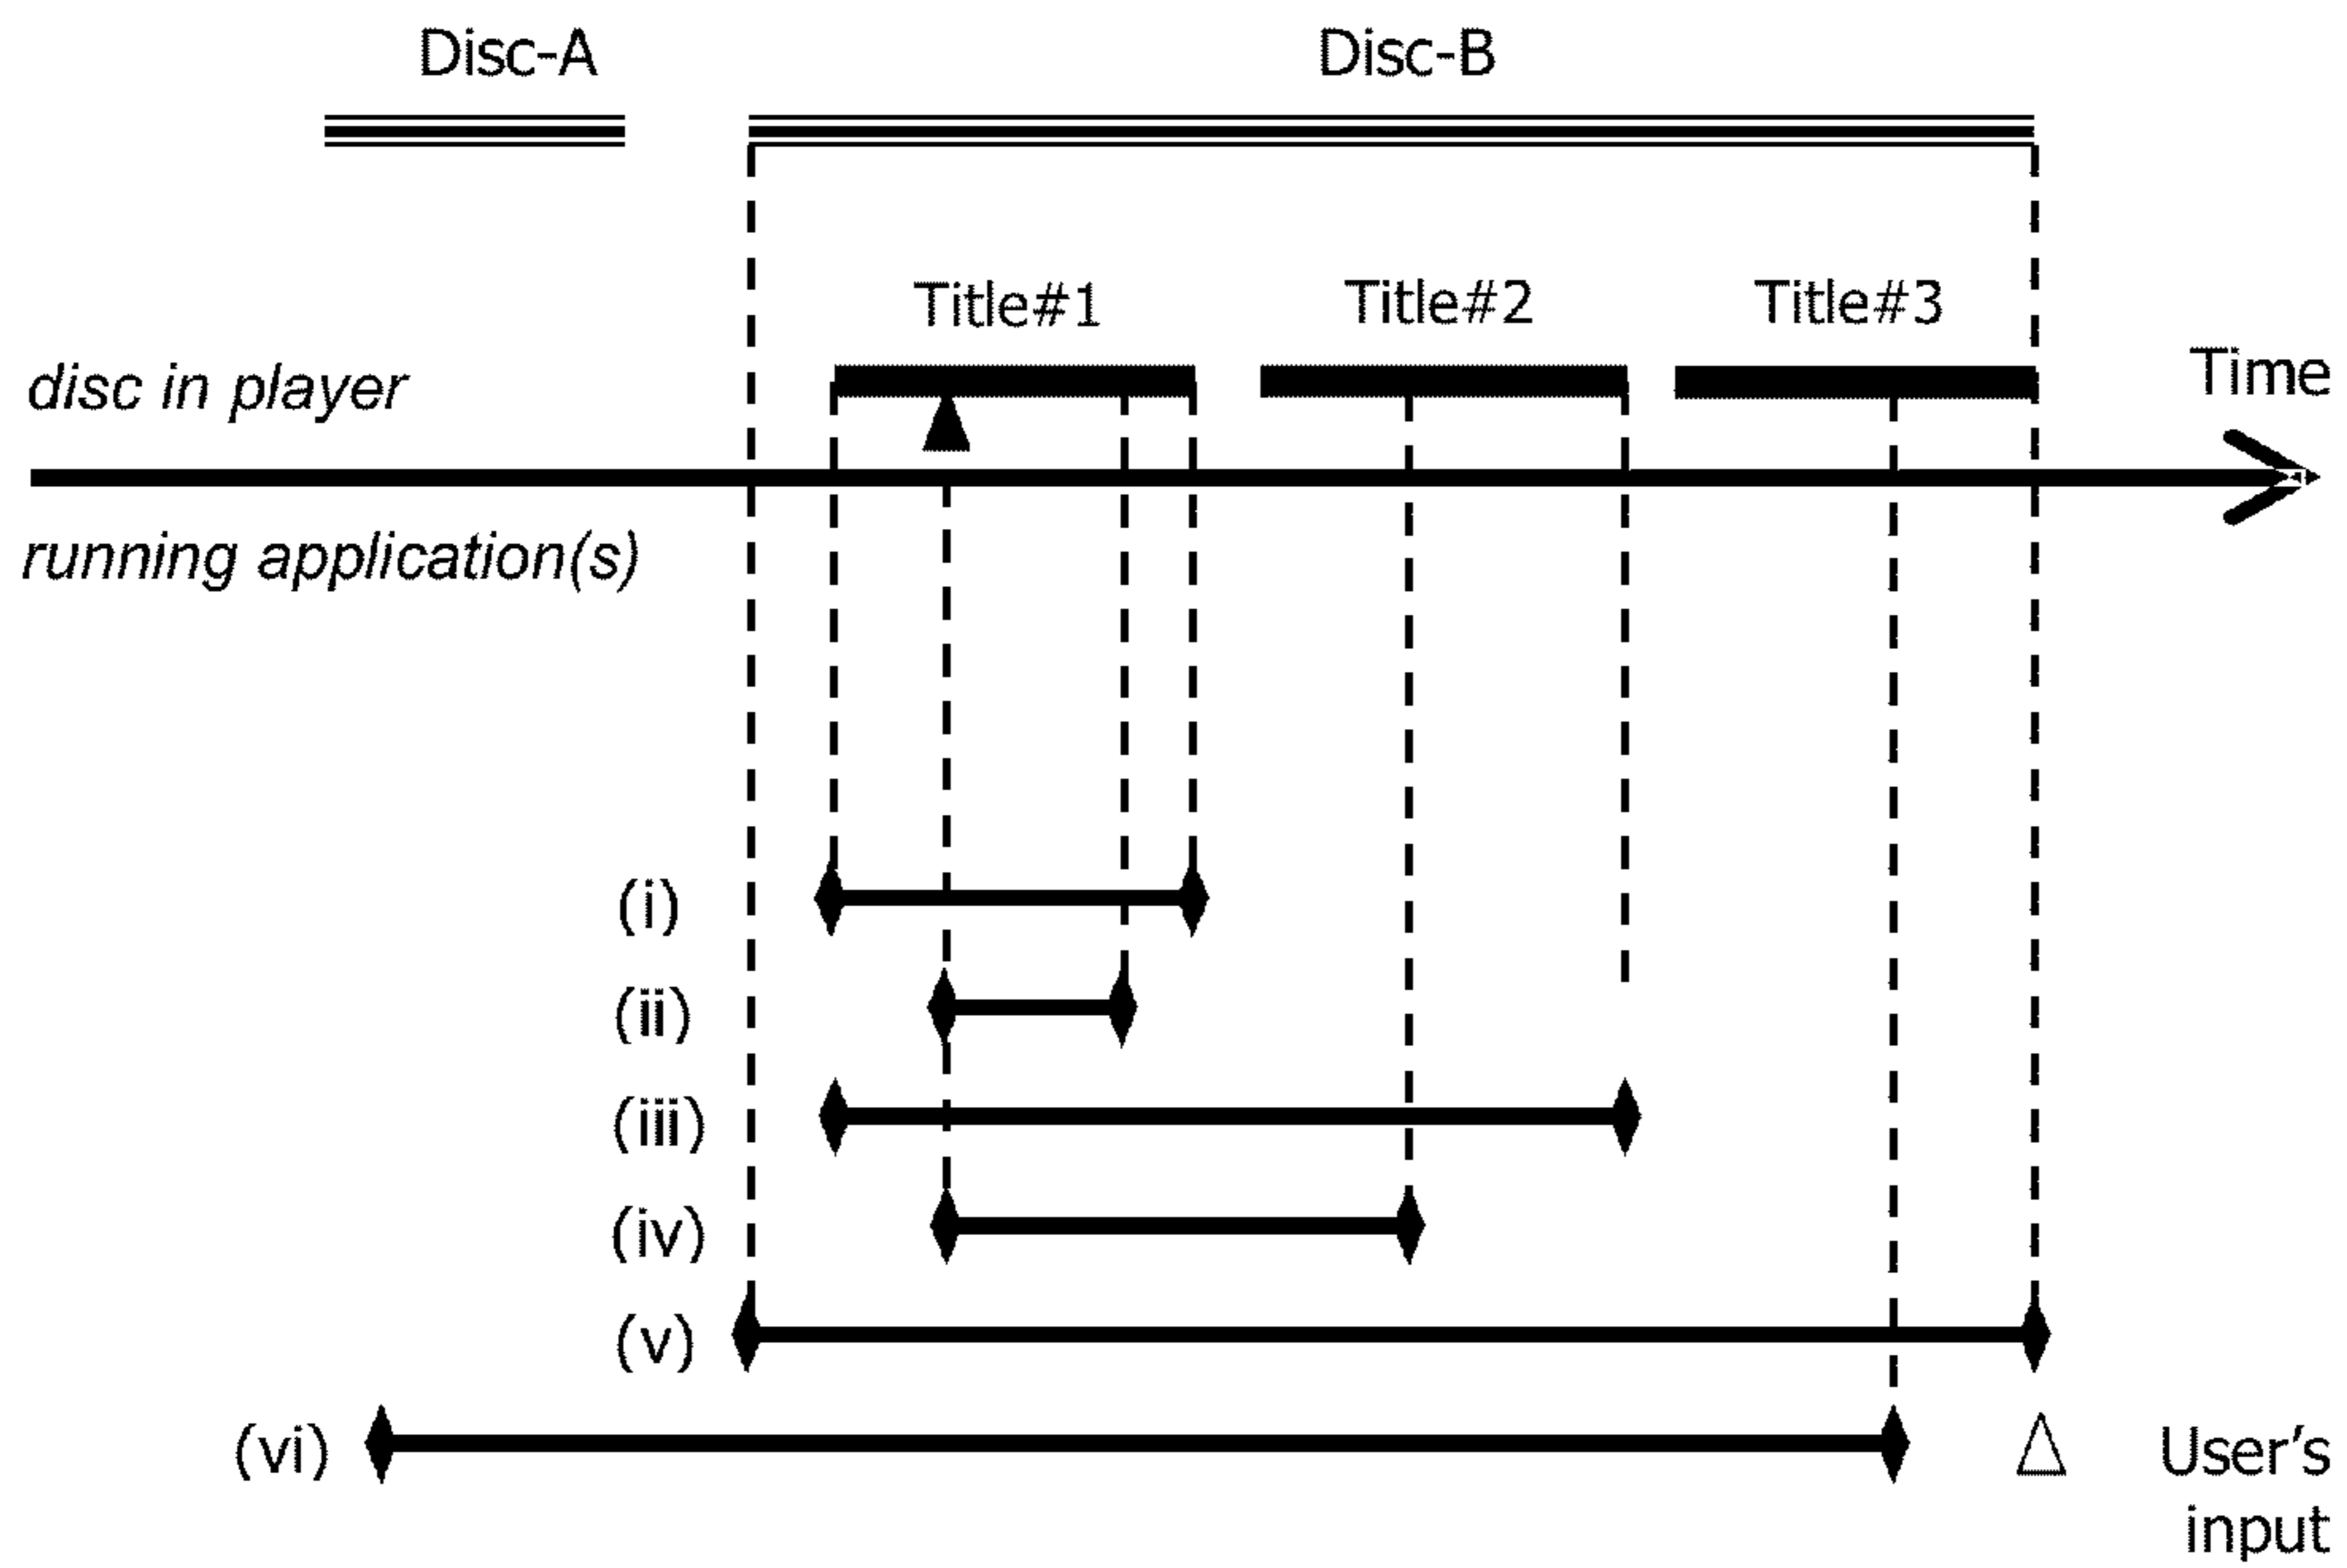 Disc-A
Disc-B
Title#1
Title#2
Title#3
disc in player
Time
running application(s)
(i)
(ii)
(iii)
(iv)
(v)
(vi)
User's
input